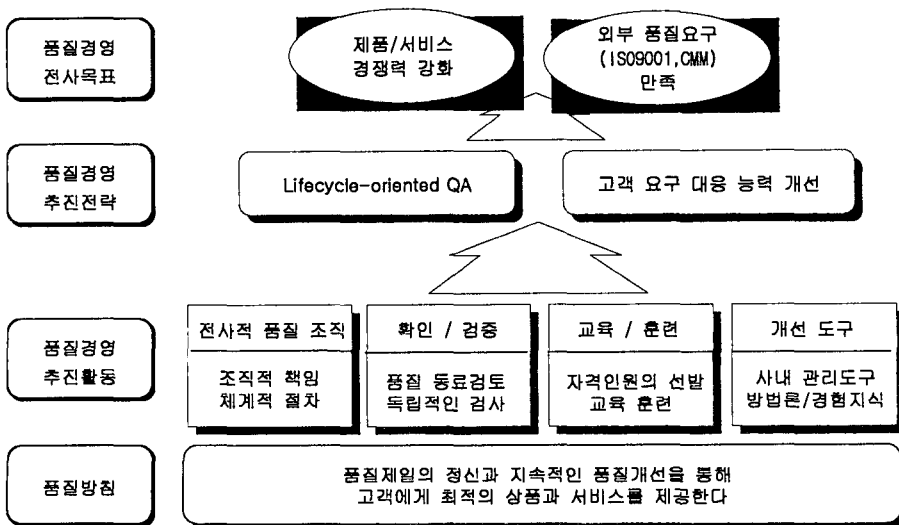 품질경영
전사목표
제품/서비스
경쟁력 강화
외부 품질요구
(ISO9001,CMM)
만족
품질경영
추진전략
Lifecycle-oriented QA
고객 요구 대응 능력 개선
품질경영
추진활동
전사적 품질 조직
조직적 책임
체계적 절차
확인 / 검증
품질 동료검토
독립적인 검사
교육 / 훈련
자격인원의 선발
교육 훈련
개선 도구
사내 관리도구
방법론/경험지식
품질방침
품질제일의 정신과 지속적인 품질개선을 통해
고객에게 최적의 상품과 서비스를 제공한다